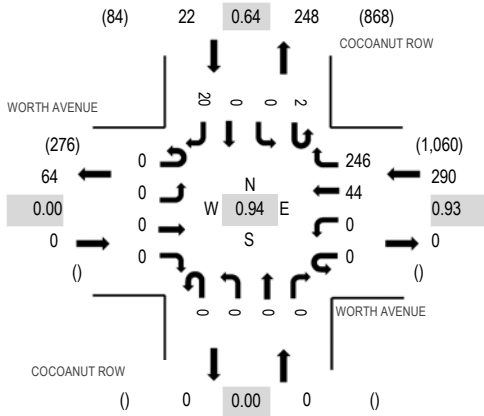 (84) 22 0.64 248 (868)
COCOANUT ROW
20 0 0 2
WORTH AVENUE
(276) (1,060)
0 246
64 290
0 44
N
0.00 W 0.94 E 0.93
0 0
S
0 0
0 0
() ()
0 0 0 0
WORTH AVENUE
COCOANUT ROW
() 0 0.00 0 ()